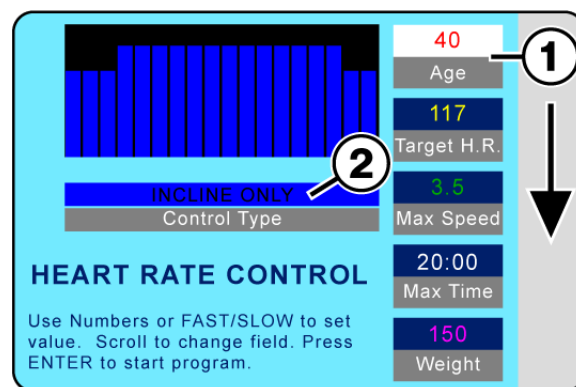 40
Age
1
117
Target H.R.
2
INCLINE ONLY
Control Type
3.5
Max Speed
HEART RATE CONTROL
20:00
Max Time
Use Numbers or FAST/SLOW to set
value. Scroll to change field. Press
ENTER to start program.
150
Weight